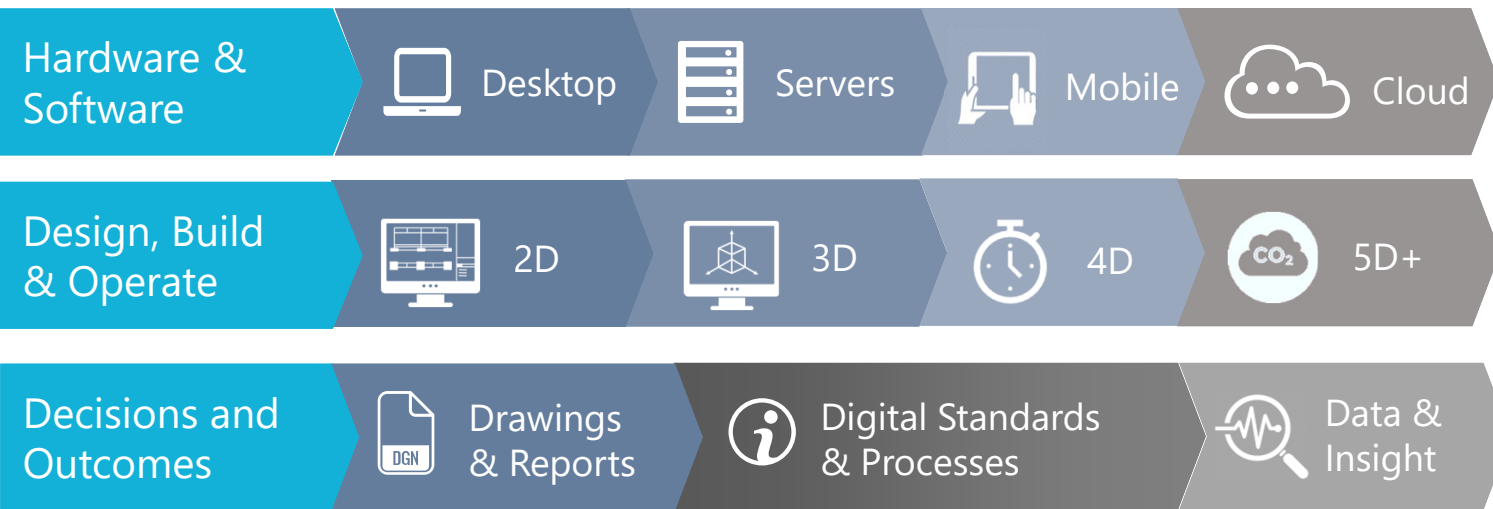 Hardware &
Software
Desktop
Servers
Mobile
Cloud
Design, Build
& Operate
2D
3D
4D
CO₂
5D+
Decisions and
Outcomes
DGN
Drawings
& Reports
Digital Standards
& Processes
Data &
Insight